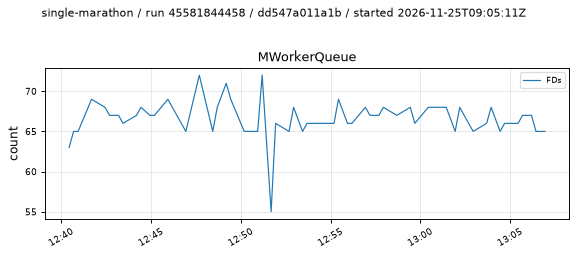 single-marathon / run 45581844458 / dd547a011a1b / started 2026-11-25T09:05:11Z
MWorkerQueue
FDs
count
70
65
60
55
12:40
12:45
12:50
12:55
13:00
13:05